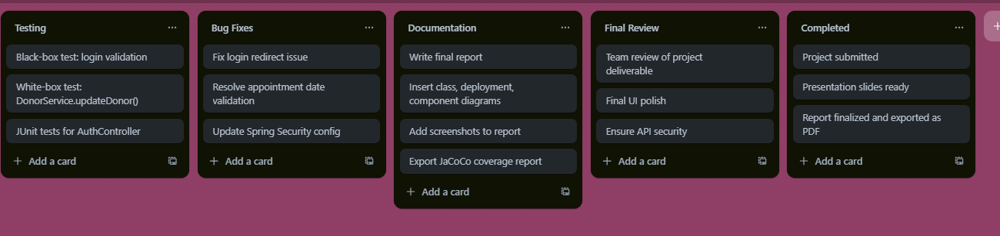 Testing
Black-box test: login validation
White-box test:
DonorService.updateDonor()
JUnit tests for AuthController
Add a card
Bug Fixes
Fix login redirect issue
Resolve appointment date
validation
Update Spring Security config
Add a card
Documentation
Write final report
Insert class, deployment,
component diagrams
Add screenshots to report
Export JaCoCo coverage report
Add a card
Final Review
Team review of project
deliverable
Final UI polish
Ensure API security
Add a card
Completed
Project submitted
Presentation slides ready
Report finalized and exported as
PDF
Add a card